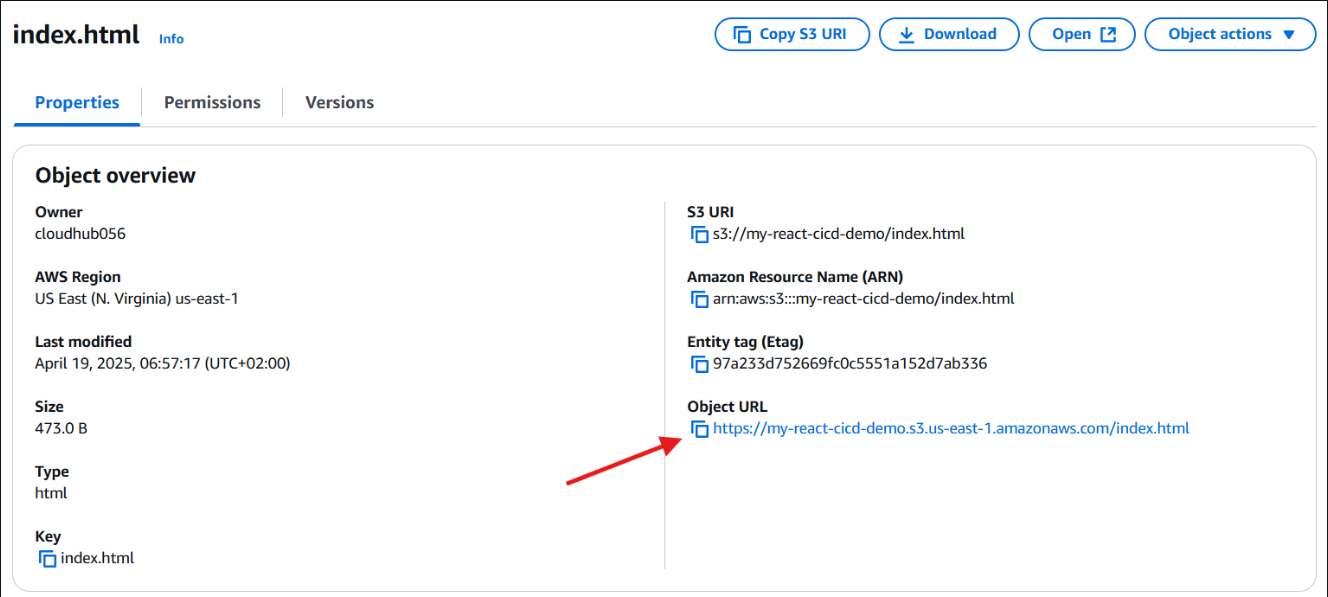 index.html Info
Copy S3 URI
Download
Open
Object actions
Properties
Permissions
Versions
Object overview
Owner
cloudhub056
AWS Region
US East (N. Virginia) us-east-1
Last modified
April 19, 2025, 06:57:17 (UTC+02:00)
Size
473.0 B
Type
html
Key
index.html
S3 URI
s3://my-react-cicd-demo/index.html
Amazon Resource Name (ARN)
arn:aws:s3:::my-react-cicd-demo/index.html
Entity tag (Etag)
97a233d752669fc0c5551a152d7ab336
Object URL
https://my-react-cicd-demo.s3.us-east-1.amazonaws.com/index.html